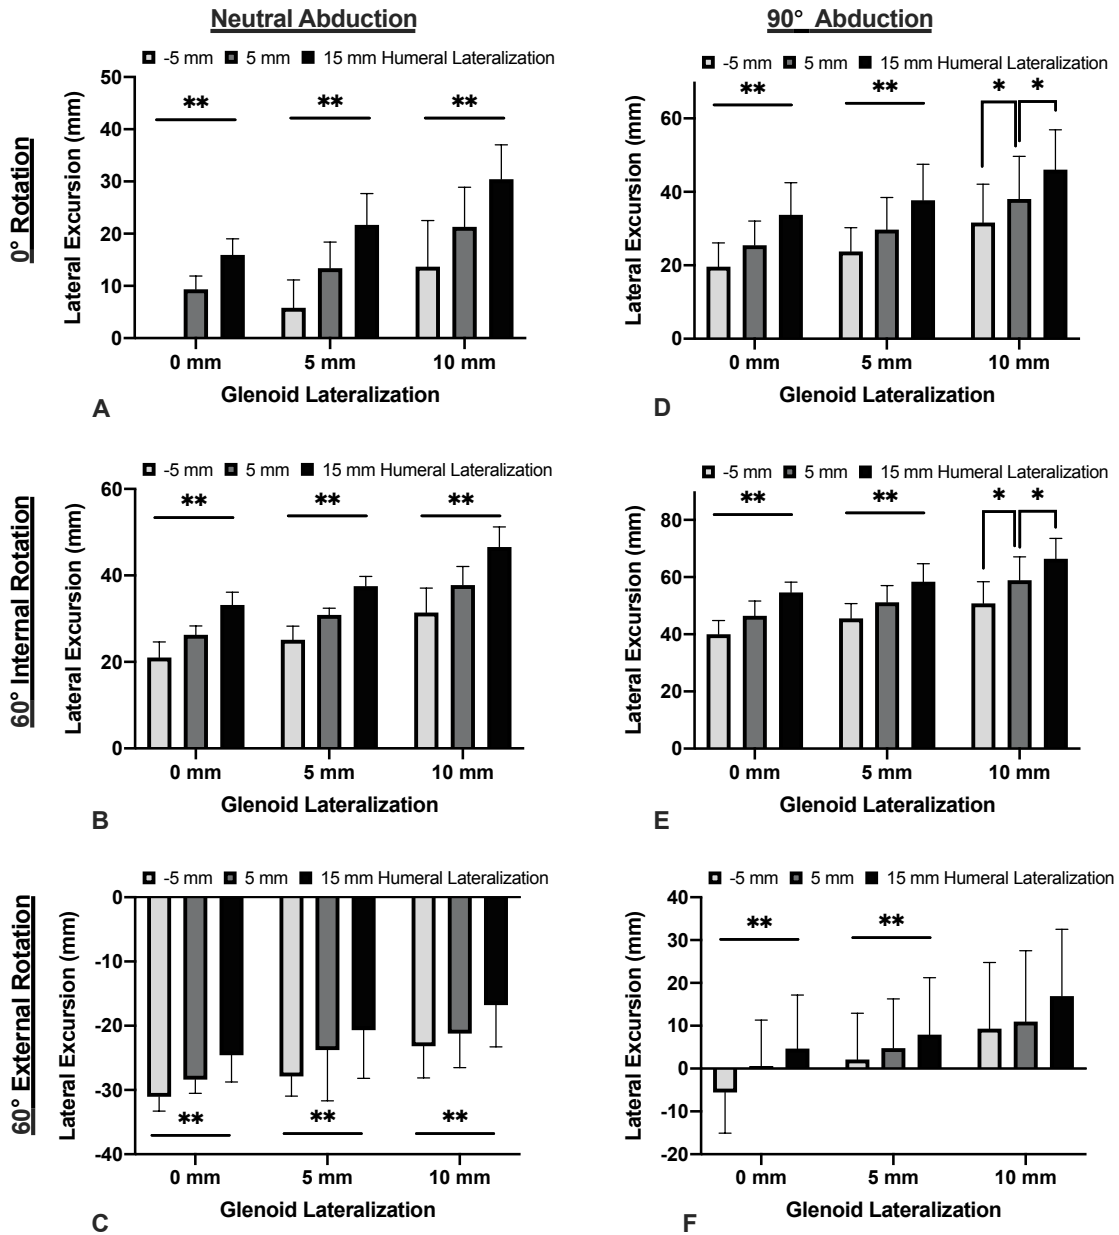 Neutral Abduction
90° Abduction
0° Rotation
60° Internal Rotation
60° External Rotation
-5 mm 5 mm 15 mm Humeral Lateralization
Lateral Excursion (mm)
50
40
30
20
10
0
** ** **
0 mm 5 mm 10 mm
Glenoid Lateralization
A
-5 mm 5 mm 15 mm Humeral Lateralization
Lateral Excursion (mm)
60
40
20
0
** ** * *
0 mm 5 mm 10 mm
Glenoid Lateralization
D
-5 mm 5 mm 15 mm Humeral Lateralization
Lateral Excursion (mm)
60
40
20
0
** ** **
0 mm 5 mm 10 mm
Glenoid Lateralization
B
-5 mm 5 mm 15 mm Humeral Lateralization
Lateral Excursion (mm)
80
60
40
20
0
** ** * *
0 mm 5 mm 10 mm
Glenoid Lateralization
E
-5 mm 5 mm 15 mm Humeral Lateralization
Lateral Excursion (mm)
0
-10
-20
-30
-40
** ** **
0 mm 5 mm 10 mm
Glenoid Lateralization
C
-5 mm 5 mm 15 mm Humeral Lateralization
Lateral Excursion (mm)
40
30
20
10
0
-10
-20
** **
0 mm 5 mm 10 mm
Glenoid Lateralization
F